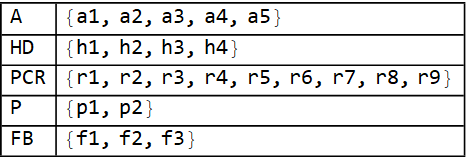 A {a1, a2, a3, a4, a5}
HD {h1, h2, h3, h4}
PCR {r1, r2, r3, r4, r5, r6, r7, r8, r9}
P {p1, p2}
FB {f1, f2, f3}